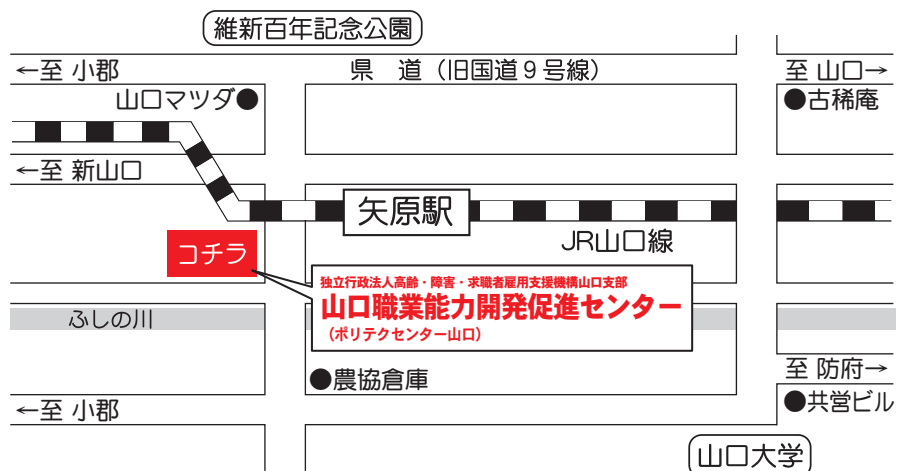 維新百年記念公園
←至 小郡
県　道（旧国道9号線）
至 山口→
山口マツダ●
●古稀庵
←至 新山口
矢原駅
JR山口線
コチラ
独立行政法人高齢・障害・求職者雇用支援機構山口支部
山口職業能力開発促進センター
（ポリテクセンター山口）
ふしの川
●農協倉庫
至 防府→
←至 小郡
●共営ビル
山口大学